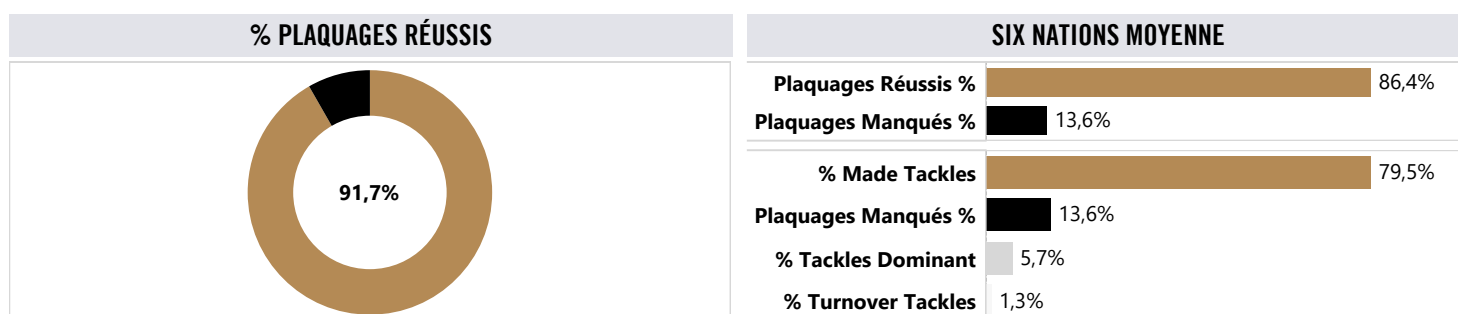 % PLAQUAGES RÉUSSIS
91,7%
SIX NATIONS MOYENNE
Plaquages Réussis % 86,4%
Plaquages Manqués % 13,6%
% Made Tackles 79,5%
Plaquages Manqués % 13,6%
% Tackles Dominant 5,7%
% Turnover Tackles 1,3%